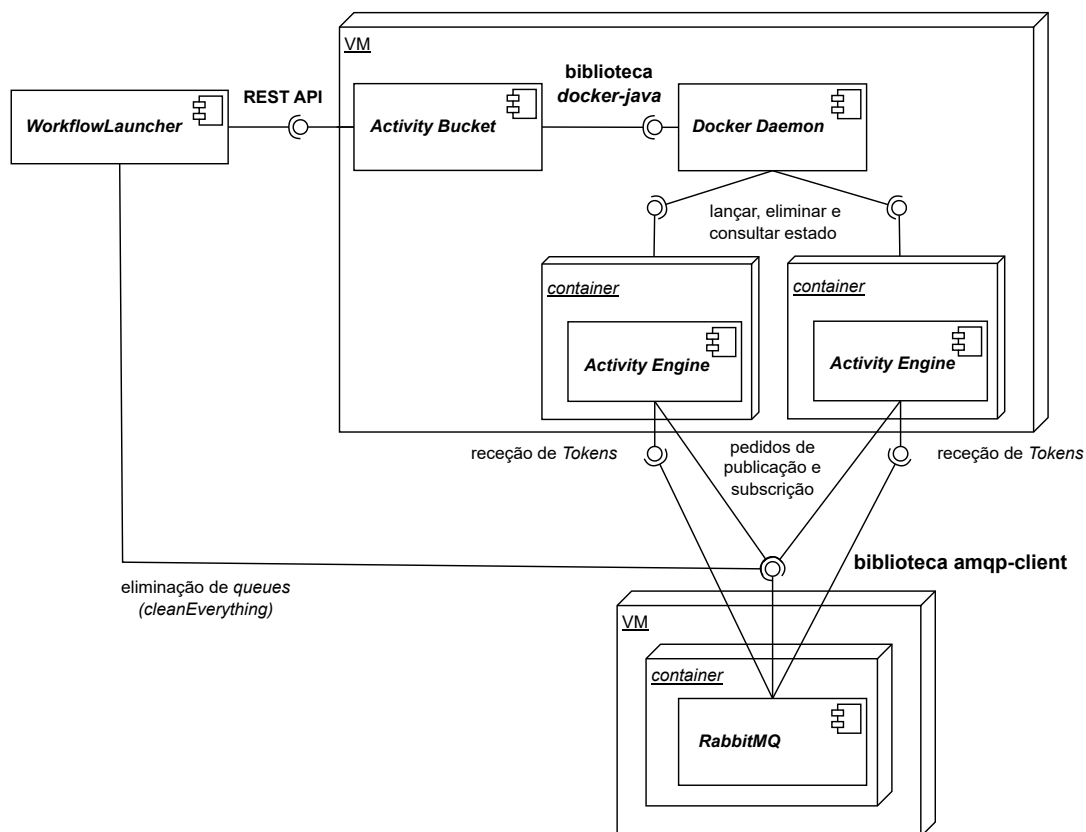 VM
biblioteca
docker-java
REST API
WorkflowLauncher
Activity Bucket
Docker Daemon
lançar, eliminar e
consultar estado
container
container
Activity Engine
Activity Engine
receção de Tokens
pedidos de
publicação e
subscrição
receção de Tokens
biblioteca amqp-client
eliminação de queues
(cleanEverything)
VM
container
RabbitMQ